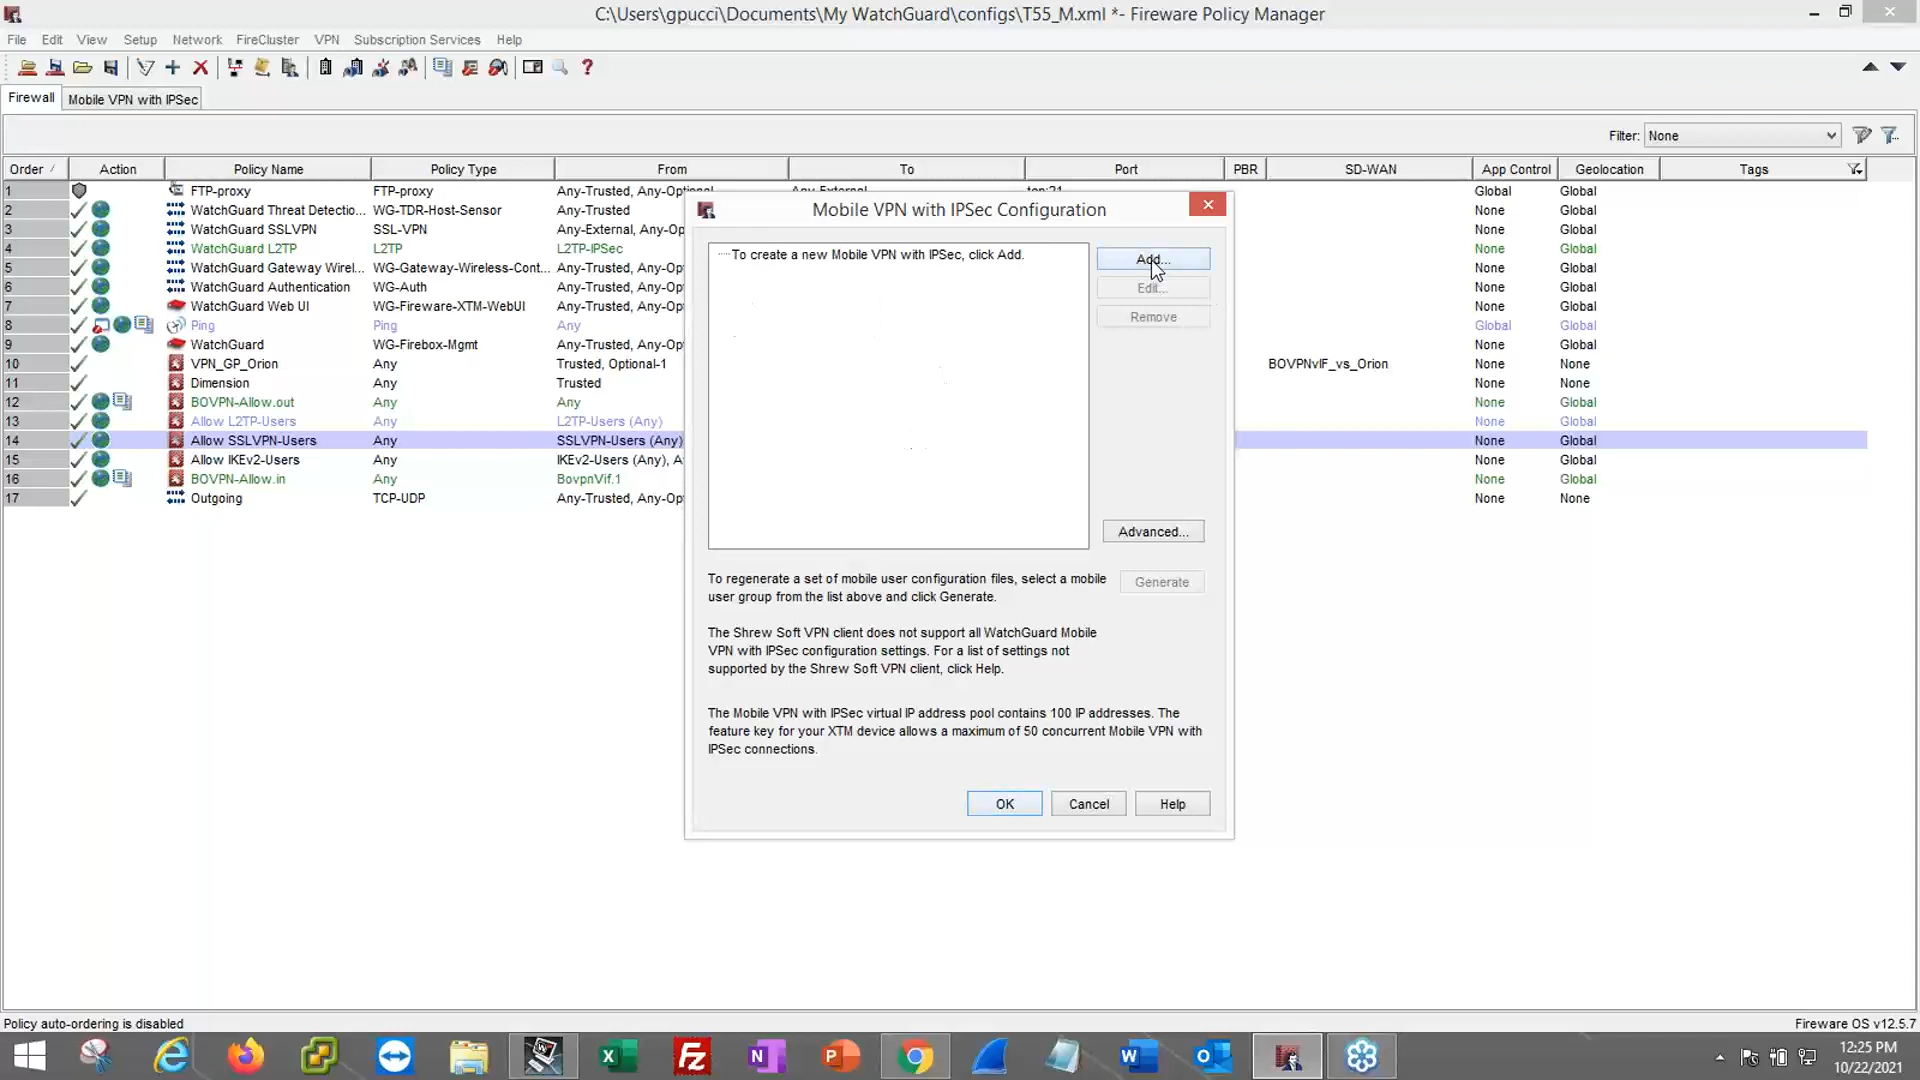 C:\Users\gpucci\Documents\My WatchGuard\configs\T55_M.xml *- Fireware Policy Manager
File Edit View Setup Network FireCluster VPN Subscription Services Help
Firewall Mobile VPN with IPSec
Filter: None
Order Action Policy Name Policy Type From To Port PBR SD-WAN App Control Geolocation Tags
1 FTP-proxy FTP-proxy Any-Trusted, Any-Optional Any-External tcp:21 Global Global
2 WatchGuard Threat Detectio... WG-TDR-Host-Sensor Any-Trusted None Global
3 WatchGuard SSLVPN SSL-VPN Any-External, Any-Op None Global
4 WatchGuard L2TP L2TP L2TP-IPSec None Global
5 WatchGuard Gateway Wirel... WG-Gateway-Wireless-Cont... Any-Trusted, Any-Opt None Global
6 WatchGuard Authentication WG-Auth Any-Trusted, Any-Opt None Global
7 WatchGuard Web UI WG-Fireware-XTM-WebUI Any-Trusted, Any-Opt None Global
8 Ping Ping Any Global Global
9 WatchGuard WG-Firebox-Mgmt Any-Trusted, Any-Opt None Global
10 VPN_GP_Orion Any Trusted, Optional-1 BOVPNvIF_vs_Orion None None
11 Dimension Any Trusted None None
12 BOVPN-Allow.out Any Any None Global
13 Allow L2TP-Users Any L2TP-Users (Any) None Global
14 Allow SSLVPN-Users Any SSLVPN-Users (Any) None Global
15 Allow IKEv2-Users Any IKEv2-Users (Any), A None Global
16 BOVPN-Allow.in Any BovpnVif.1 None Global
17 Outgoing TCP-UDP Any-Trusted, Any-Opt None None
Mobile VPN with IPSec Configuration
To create a new Mobile VPN with IPSec, click Add.
Add...
Edit...
Remove
Advanced...
To regenerate a set of mobile user configuration files, select a mobile
user group from the list above and click Generate.
Generate
The Shrew Soft VPN client does not support all WatchGuard Mobile
VPN with IPSec configuration settings. For a list of settings not
supported by the Shrew Soft VPN client, click Help.
The Mobile VPN with IPSec virtual IP address pool contains 100 IP addresses. The
feature key for your XTM device allows a maximum of 50 concurrent Mobile VPN with
IPSec connections.
OK Cancel Help
Policy auto-ordering is disabled
Fireware OS v12.5.7
12:25 PM
10/22/2021